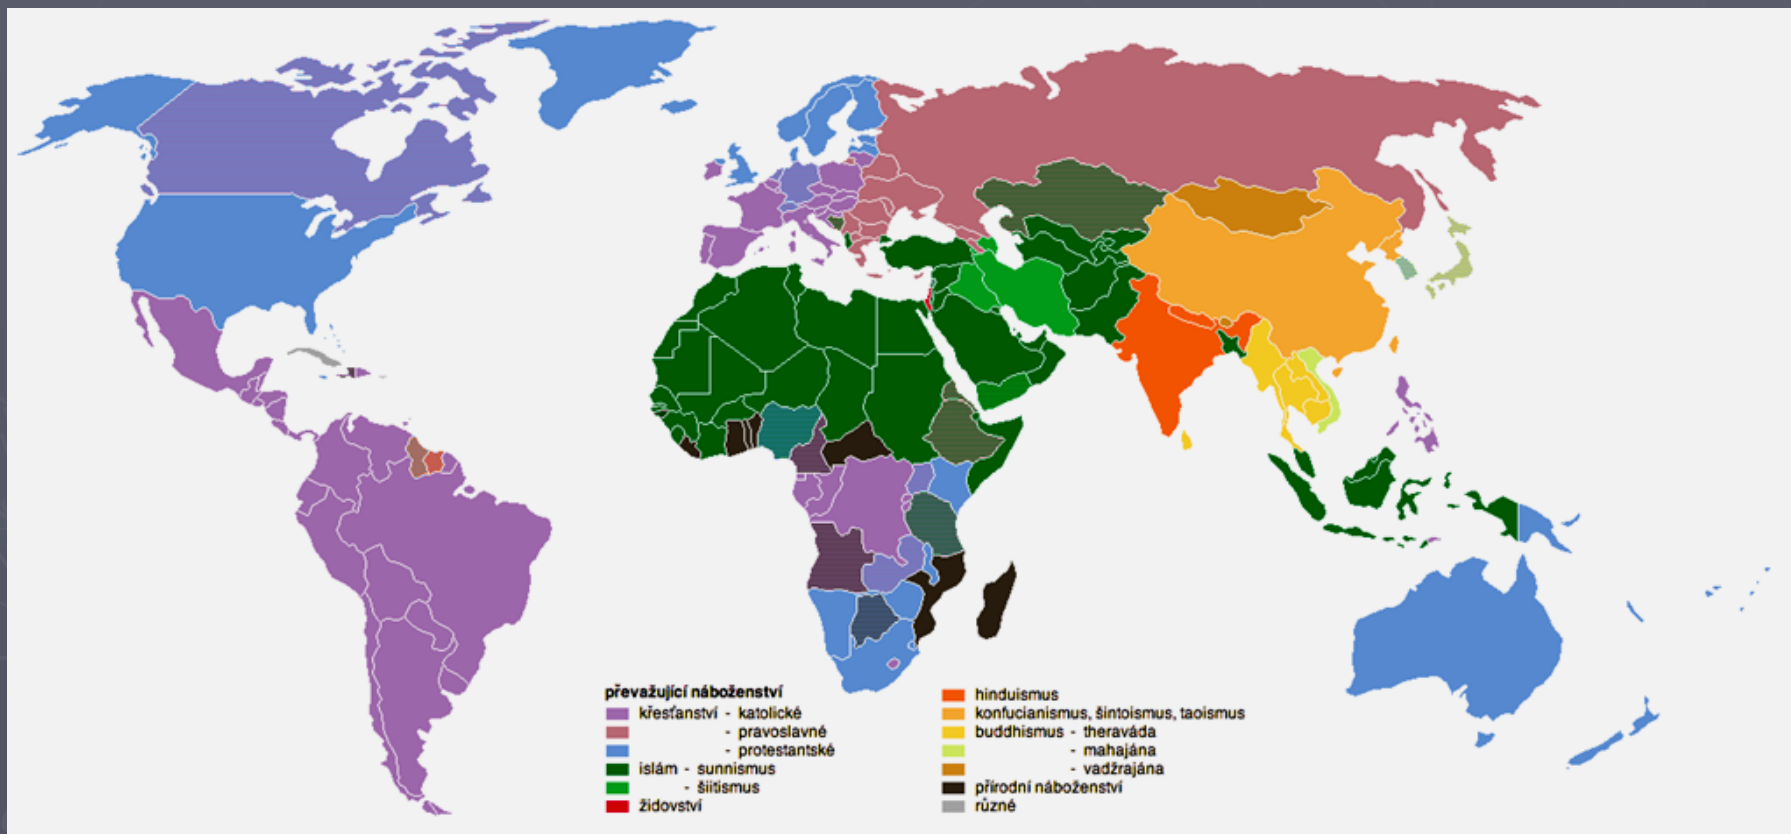 převažující náboženství
křesťanství - katolické
- pravoslavné
- protestantské
islám - sunnismus
- šiitismus
židovství
hinduismus
konfucianismus, šintoismus, taoismus
buddhismus - theraváda
- mahajána
- vadžrajána
přírodní náboženství
různé